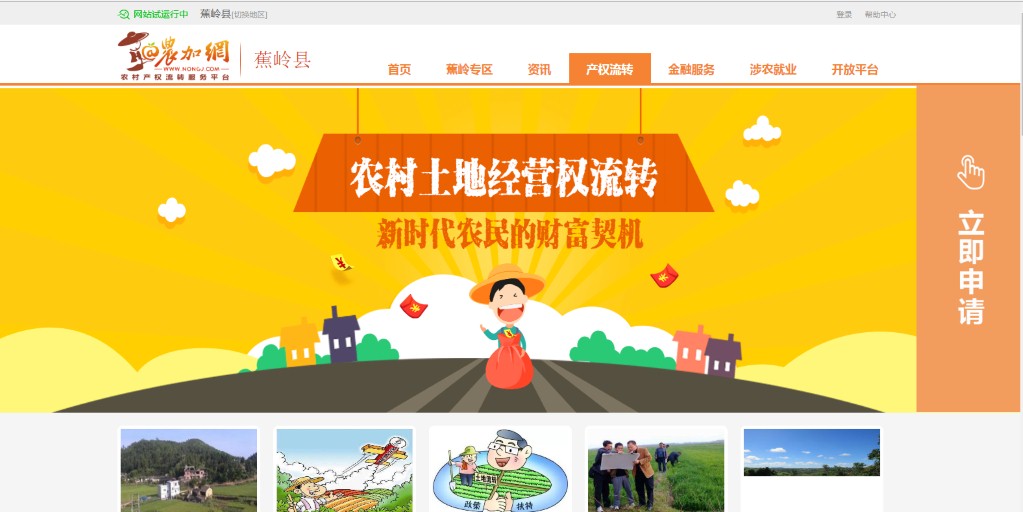 网站试运行中 蕉岭县[切换地区] 登录 帮助中心
農加網
WWW.NONGJ.COM
农村产权流转服务平台
蕉岭县
首页 蕉岭专区 资讯 产权流转 金融服务 涉农就业 开放平台
农村土地经营权流转
新时代农民的财富契机
立即申请
土地流转
政策 扶持